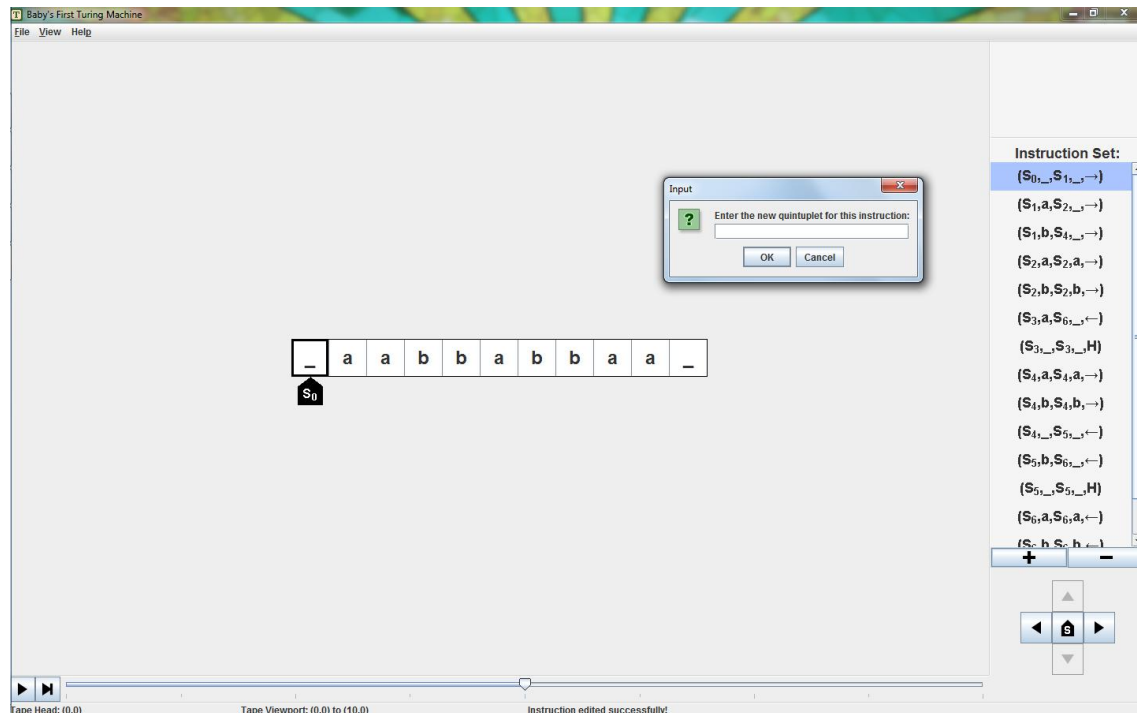 Baby's First Turing Machine
File View Help
Instruction Set:
(S₀,_,S₁,_,→)
(S₁,a,S₂,_,→)
(S₁,b,S₄,_,→)
(S₂,a,S₂,a,→)
(S₂,b,S₂,b,→)
(S₃,a,S₆,_,←)
(S₃,_,S₃,_,H)
(S₄,a,S₄,a,→)
(S₄,b,S₄,b,→)
(S₄,_,S₅,_,←)
(S₅,b,S₆,_,←)
(S₅,_,S₅,_,H)
(S₆,a,S₆,a,←)
(S₆,b,S₆,b,←)
+ −
Input
?
Enter the new quintuplet for this instruction:
OK Cancel
_ a a b b a b b a a _
S₀
S
Tape Head: (0,0) Tape Viewport: (0,0) to (10,0) Instruction edited successfully!